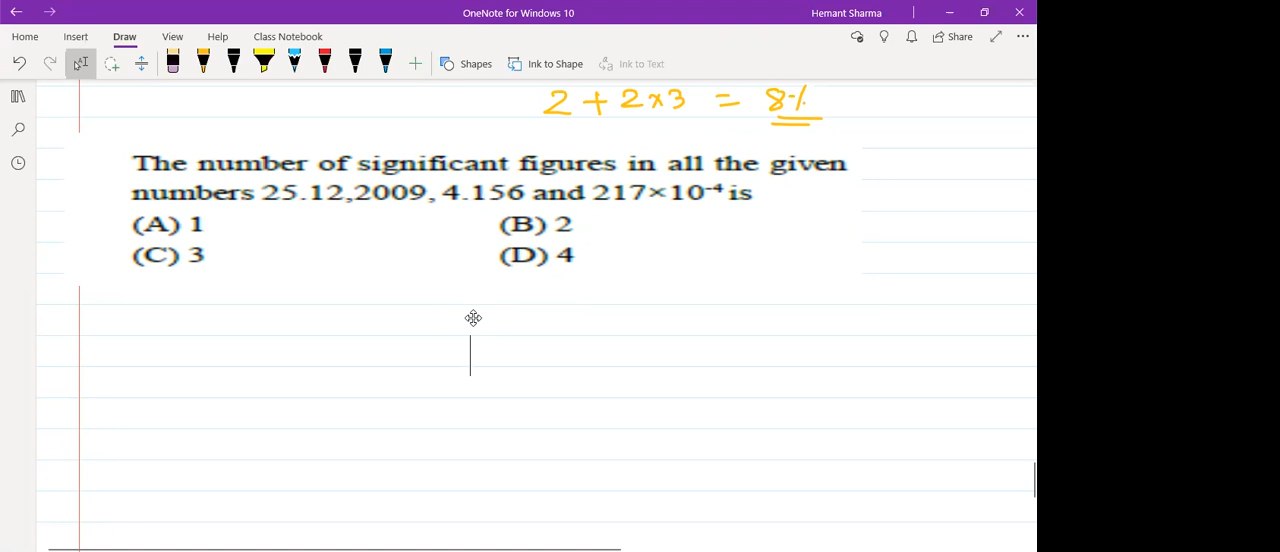 OneNote for Windows 10
Hemant Sharma
Home Insert Draw View Help Class Notebook
Share
Shapes Ink to Shape Ink to Text
2 + 2 x 3 = 8%
The number of significant figures in all the given
numbers 25.12,2009, 4.156 and 217×10⁻⁴ is
(A) 1 (B) 2
(C) 3 (D) 4